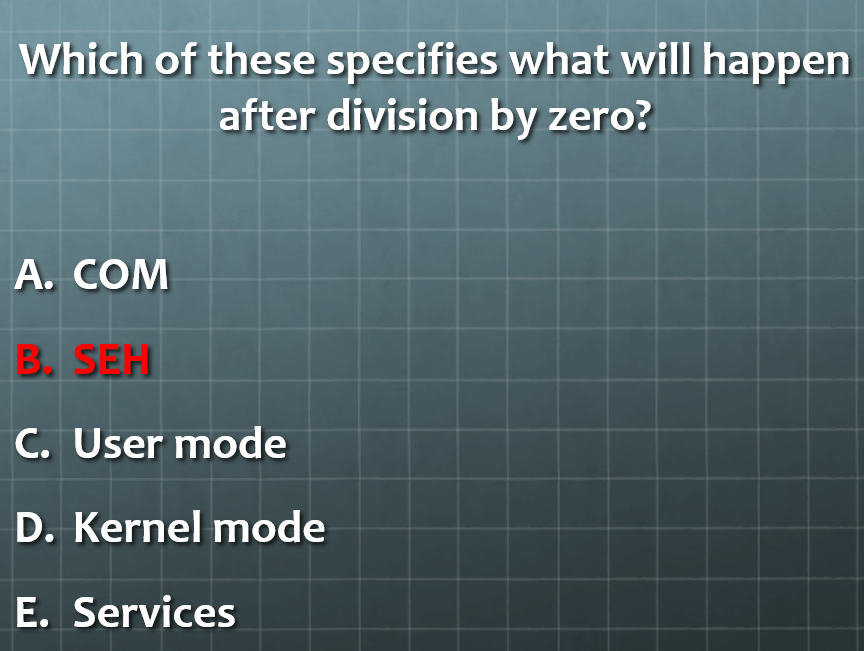 Which of these specifies what will happen
after division by zero?
A. COM
B. SEH
C. User mode
D. Kernel mode
E. Services